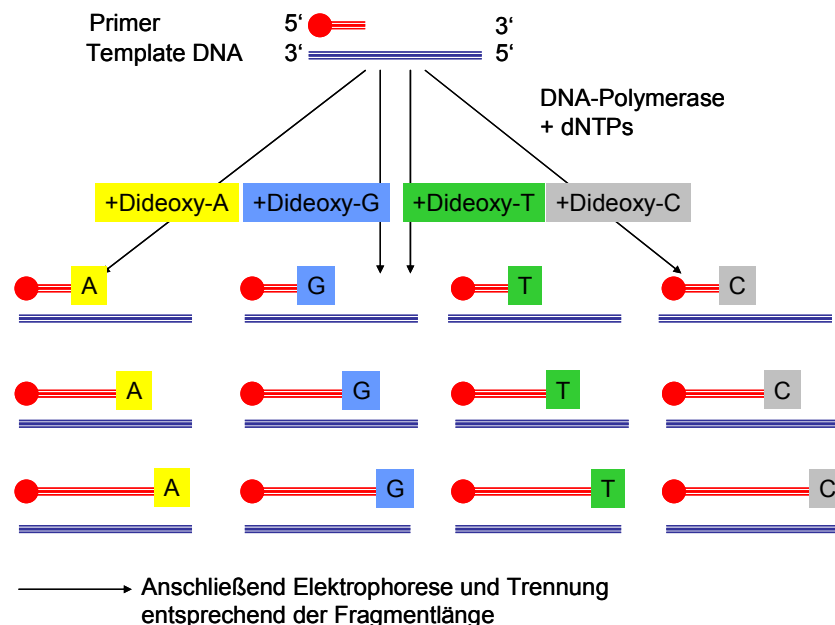 Primer 5‘ 3‘
Template DNA 3‘ 5‘
DNA-Polymerase
+ dNTPs
+Dideoxy-A +Dideoxy-G +Dideoxy-T +Dideoxy-C
A G T C
A G T C
A G T C
Anschließend Elektrophorese und Trennung
entsprechend der Fragmentlänge